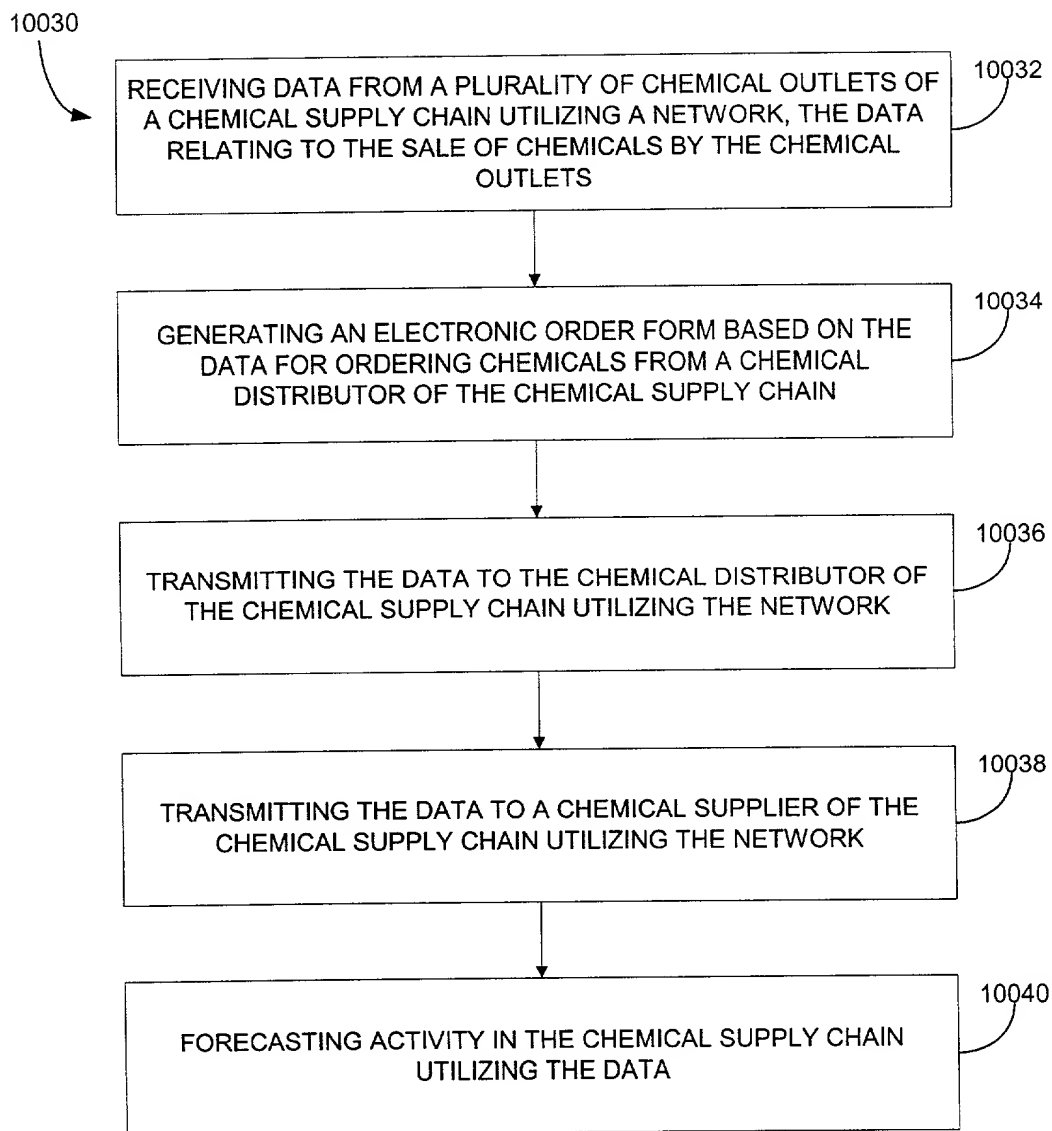 10030
RECEIVING DATA FROM A PLURALITY OF CHEMICAL OUTLETS OF
A CHEMICAL SUPPLY CHAIN UTILIZING A NETWORK, THE DATA
RELATING TO THE SALE OF CHEMICALS BY THE CHEMICAL
OUTLETS
10032
GENERATING AN ELECTRONIC ORDER FORM BASED ON THE
DATA FOR ORDERING CHEMICALS FROM A CHEMICAL
DISTRIBUTOR OF THE CHEMICAL SUPPLY CHAIN
10034
TRANSMITTING THE DATA TO THE CHEMICAL DISTRIBUTOR OF
THE CHEMICAL SUPPLY CHAIN UTILIZING THE NETWORK
10036
TRANSMITTING THE DATA TO A CHEMICAL SUPPLIER OF THE
CHEMICAL SUPPLY CHAIN UTILIZING THE NETWORK
10038
FORECASTING ACTIVITY IN THE CHEMICAL SUPPLY CHAIN
UTILIZING THE DATA
10040